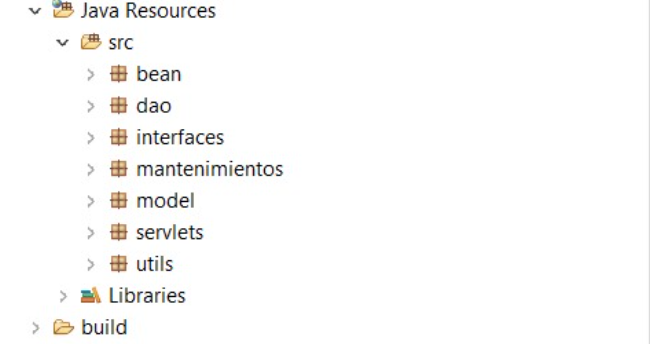 Java Resources
src
bean
dao
interfaces
mantenimientos
model
servlets
utils
Libraries
build